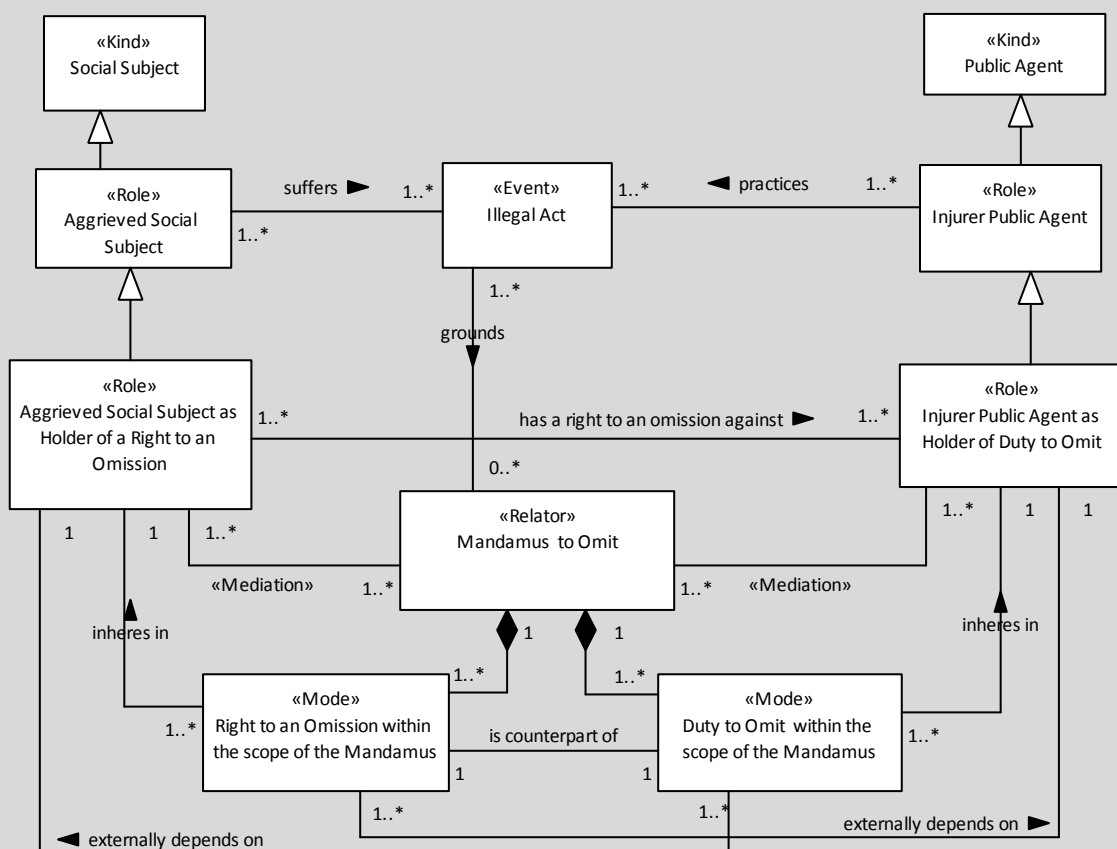 «Kind»
Social Subject
«Kind»
Public Agent
«Role»
Aggrieved Social
Subject
suffers
1..*
1..*
«Event»
Illegal Act
practices
1..*
1..*
«Role»
Injurer Public Agent
1..*
grounds
0..*
«Role»
Aggrieved Social Subject as
Holder of a Right to an
Omission
1..*
has a right to an omission against
1..*
«Role»
Injurer Public Agent as
Holder of Duty to Omit
«Relator»
Mandamus to Omit
1
1
1..*
«Mediation»
1..*
1..*
«Mediation»
1..*
1
1
inheres in
1
1
inheres in
1..*
1..*
«Mode»
Right to an Omission within
the scope of the Mandamus
1..*
is counterpart of
1
1
«Mode»
Duty to Omit within the
scope of the Mandamus
1..*
1..*
1..*
externally depends on
externally depends on